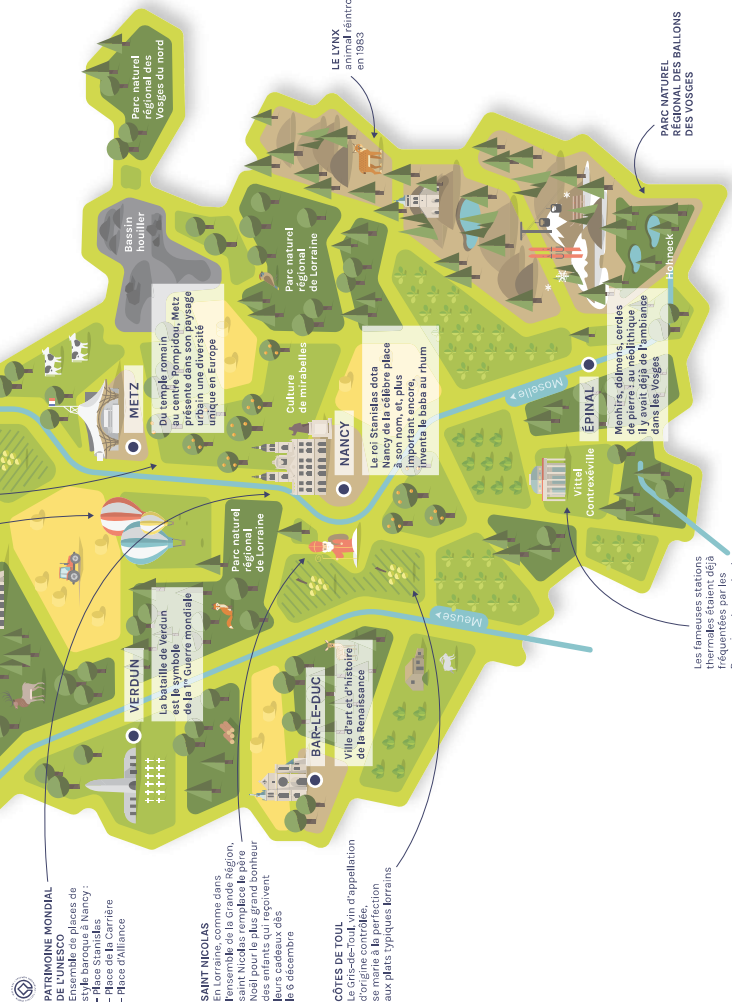 PATRIMOINE MONDIAL
DE L'UNESCO
Ensemble de places de
style baroque à Nancy :
– Place Stanislas
– Place de la Carrière
– Place d'Alliance
SAINT NICOLAS
En Lorraine, comme dans
l'ensemble de la Grande Région,
saint Nicolas remplace le père
Noël pour le plus grand bonheur
des enfants qui reçoivent
leurs cadeaux dès
le 6 décembre
CÔTES DE TOUL
Le Gris-de-Toul, vin d'appellation
d'origine contrôlée,
se marie à la perfection
aux plats typiques lorrains
VERDUN
La bataille de Verdun
est le symbole
de la 1re Guerre mondiale
BAR-LE-DUC
Ville d'art et d'histoire
de la Renaissance
Meuse
Parc naturel
régional
de Lorraine
METZ
Du temple romain
au centre Pompidou, Metz
présente dans son paysage
urbain une diversité
unique en Europe
NANCY
Le roi Stanislas dota
Nancy de la célèbre place
à son nom, et, plus
important encore,
inventa le baba au rhum
Culture
de mirabelles
Moselle
Vittel
Contrexéville
ÉPINAL
Menhirs, dolmens, cercles
de pierre : au néolithique
il y avait déjà de l'ambiance
dans les Vosges
Les fameuses stations
thermales étaient déjà
fréquentées par les
Bassin
houiller
Parc naturel
régional
de Lorraine
Hohneck
Parc naturel
régional des
Vosges du nord
LE LYNX
animal réintro
en 1983
PARC NATUREL
RÉGIONAL DES BALLONS
DES VOSGES